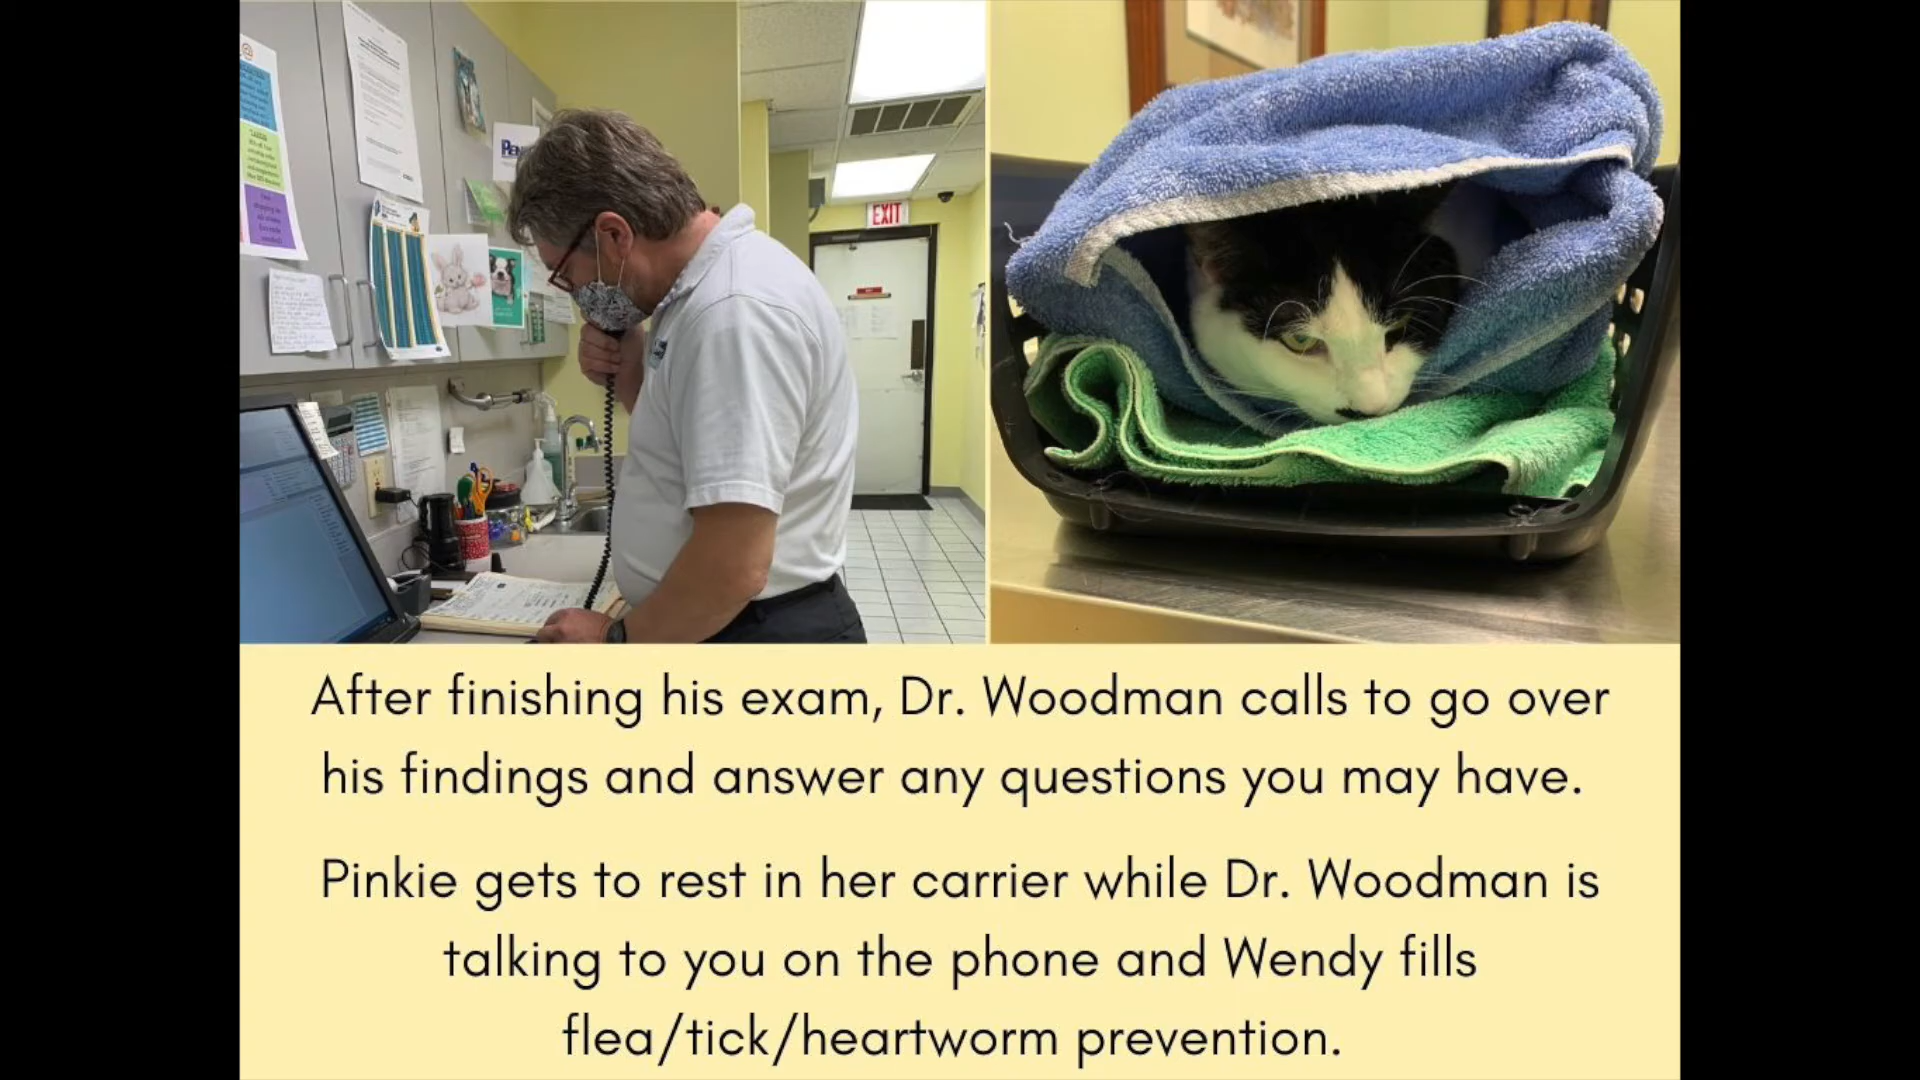 EXIT
After finishing his exam, Dr. Woodman calls to go over
his findings and answer any questions you may have.
Pinkie gets to rest in her carrier while Dr. Woodman is
talking to you on the phone and Wendy fills
flea/tick/heartworm prevention.